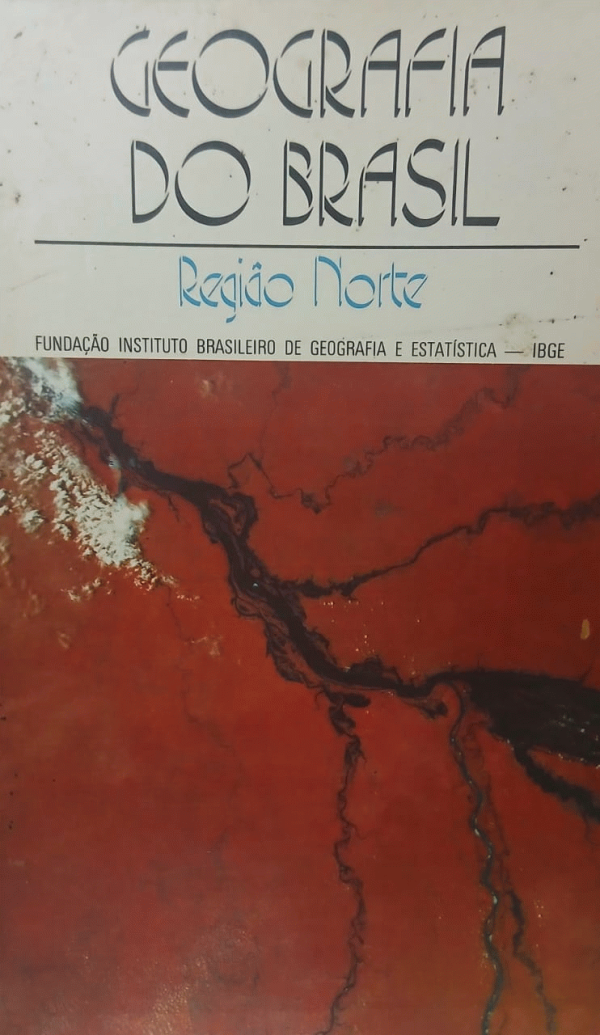 GEOGRAFIA
DO BRASIL
Região Norte
FUNDAÇÃO INSTITUTO BRASILEIRO DE GEOGRAFIA E ESTATÍSTICA — IBGE